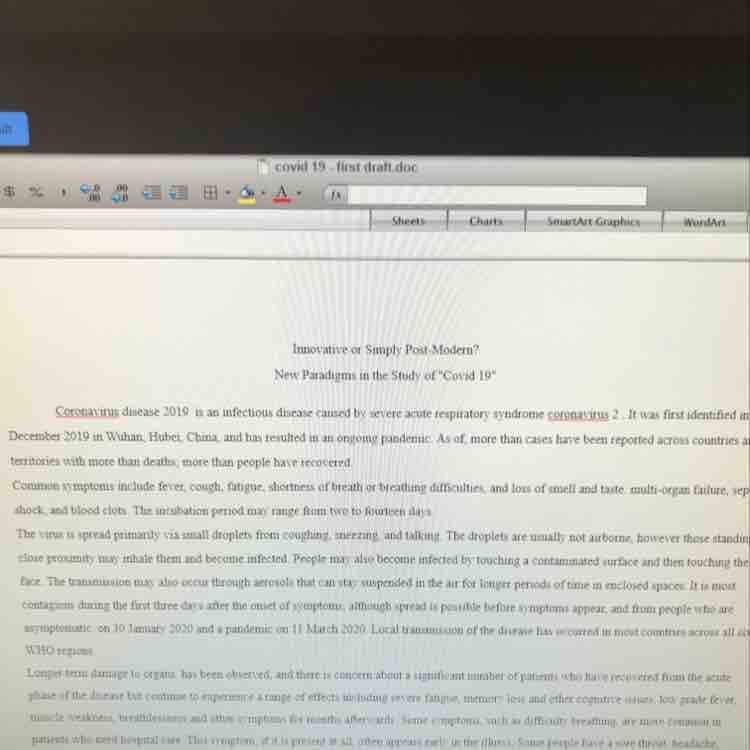 covid 19 - first draft.doc
$ % , .0 .00 .00 .0 A fx
Sheets Charts SmartArt Graphics WordArt
Innovative or Simply Post-Modern?
New Paradigms in the Study of "Covid 19"
Coronavirus disease 2019 is an infectious disease caused by severe acute respiratory syndrome coronavirus 2 . It was first identified in
December 2019 in Wuhan, Hubei, China, and has resulted in an ongoing pandemic. As of, more than cases have been reported across countries
territories with more than deaths; more than people have recovered.
Common symptoms include fever, cough, fatigue, shortness of breath or breathing difficulties, and loss of smell and taste. multi-organ failure,
shock, and blood clots. The incubation period may range from two to fourteen days.
The virus is spread primarily via small droplets from coughing, sneezing, and talking. The droplets are usually not airborne, however those
close proximity may inhale them and become infected. People may also become infected by touching a contaminated surface and then touching
face. The transmission may also occur through aerosols that can stay suspended in the air for longer periods of time in enclosed spaces. It is most
contagious during the first three days after the onset of symptoms, although spread is possible before symptoms appear, and from people who are
asymptomatic. on 30 January 2020 and a pandemic on 11 March 2020. Local transmission of the disease has occurred in most countries across all
WHO regions.
Longer-term damage to organs, has been observed, and there is concern about a significant number of patients who have recovered from the acute
phase of the disease but continue to experience a range of effects including severe fatigue, memory loss and other cognitive issues, low grade fever,
muscle weakness, breathlessness and other symptoms for months afterwards. Some symptoms, such as difficulty breathing, are more common in
patients who need hospital care. This symptom, if it is present at all, often appears early in the illness. Some people have a sore throat, headache,